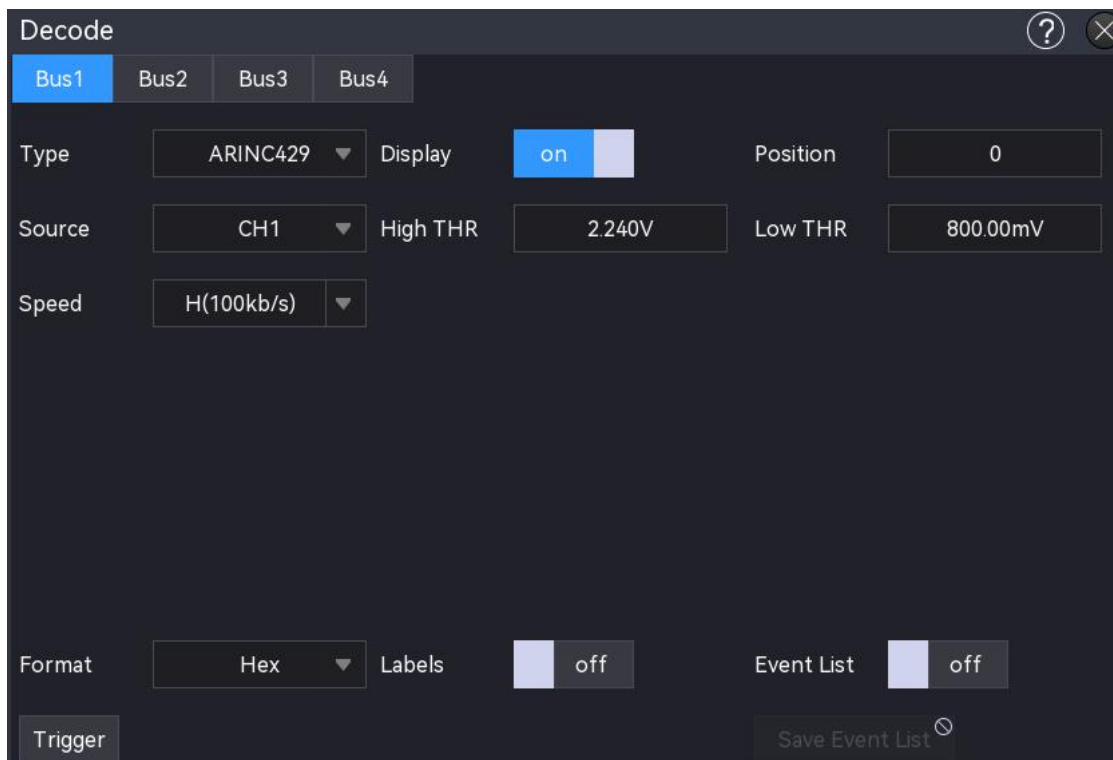 Decode ?
Bus1 Bus2 Bus3 Bus4
Type ARINC429 Display on Position 0
Source CH1 High THR 2.240V Low THR 800.00mV
Speed H(100kb/s)
Format Hex Labels off Event List off
Trigger Save Event List